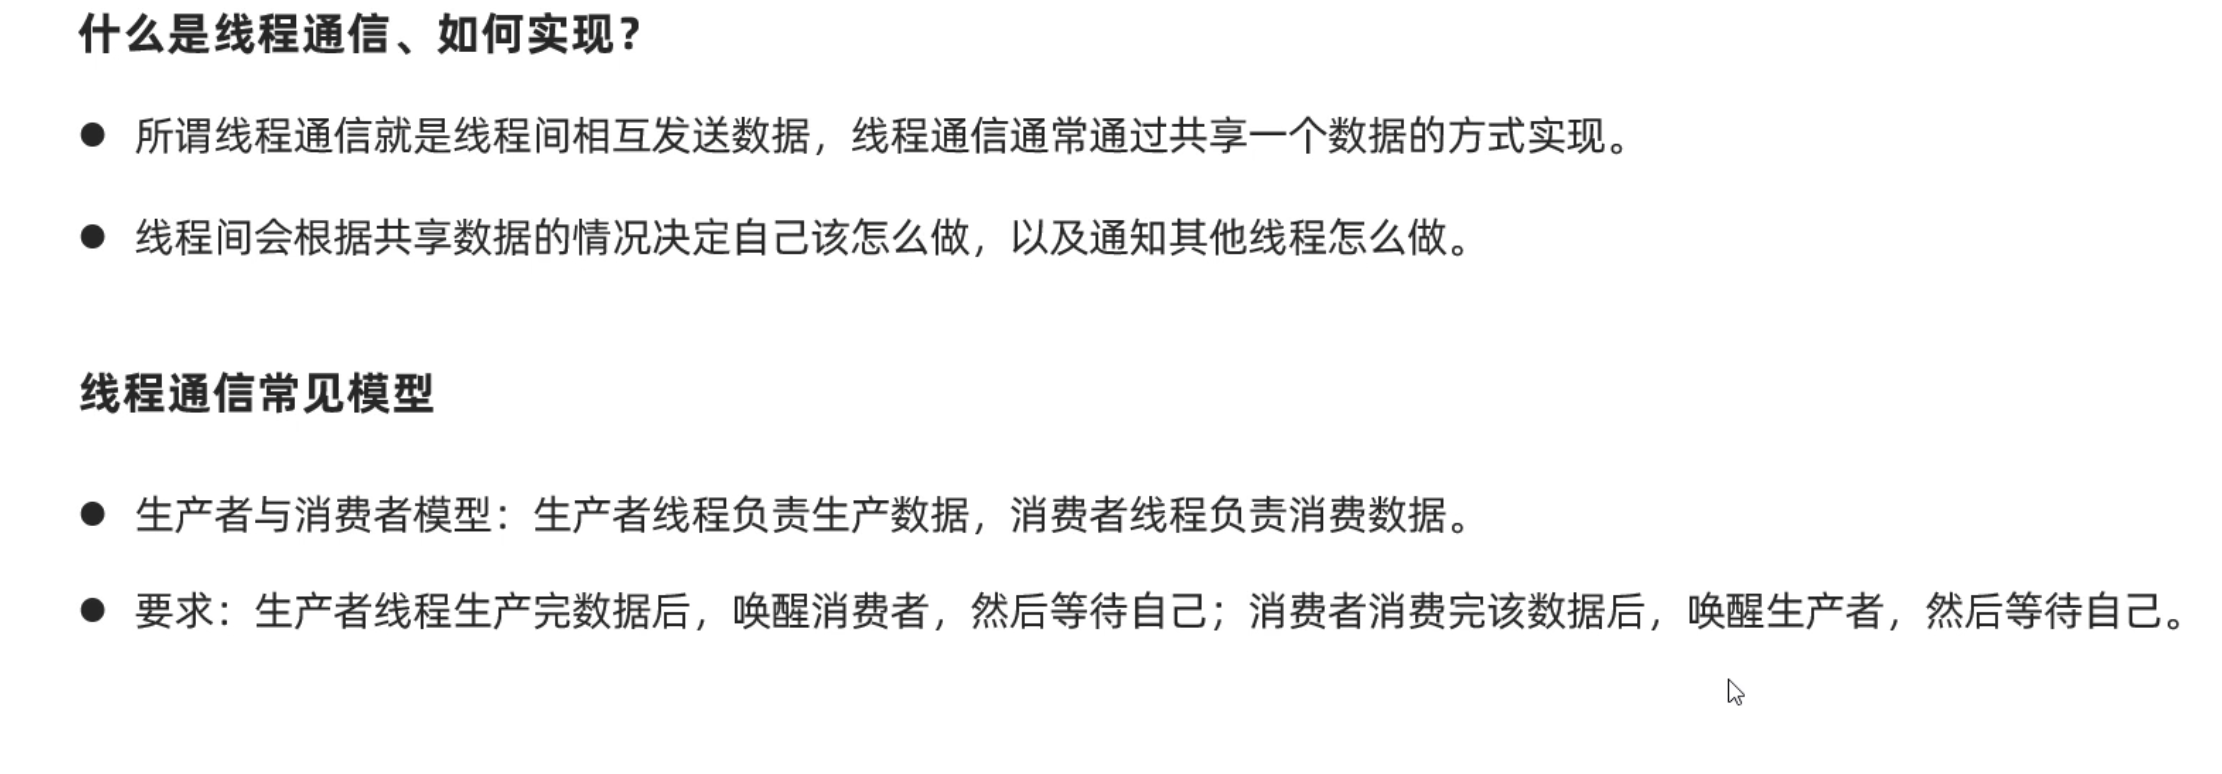 什么是线程通信、如何实现？
● 所谓线程通信就是线程间相互发送数据，线程通信通常通过共享一个数据的方式实现。
● 线程间会根据共享数据的情况决定自己该怎么做，以及通知其他线程怎么做。
线程通信常见模型
● 生产者与消费者模型：生产者线程负责生产数据，消费者线程负责消费数据。
● 要求：生产者线程生产完数据后，唤醒消费者，然后等待自己；消费者消费完该数据后，唤醒生产者，然后等待自己。